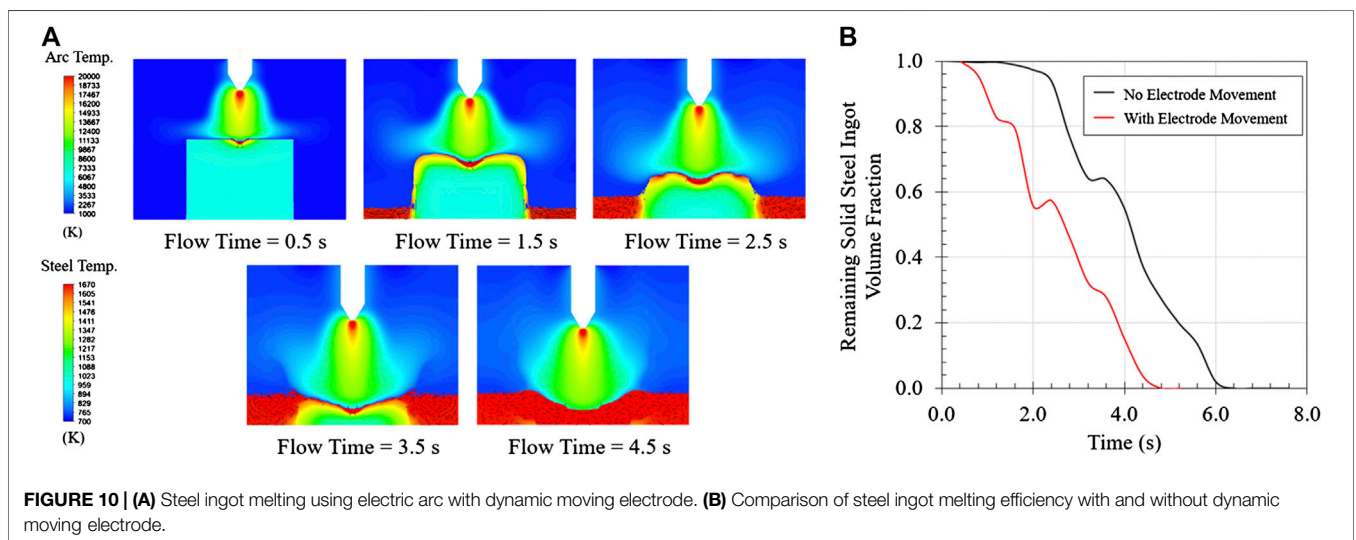 A
Arc Temp.
20000
18733
17467
16200
14933
13667
12400
11133
9867
8600
7333
6067
4800
3533
2267
1000
(K)
Flow Time = 0.5 s
Flow Time = 1.5 s
Flow Time = 2.5 s
Steel Temp.
1670
1605
1541
1476
1411
1347
1282
1217
1153
1088
1023
959
894
829
765
700
(K)
Flow Time = 3.5 s
Flow Time = 4.5 s
B
Remaining Solid Steel Ingot
Volume Fraction
1.0
0.8
0.6
0.4
0.2
0.0
No Electrode Movement
With Electrode Movement
0.0 2.0 4.0 6.0 8.0
Time (s)
FIGURE 10 | (A) Steel ingot melting using electric arc with dynamic moving electrode. (B) Comparison of steel ingot melting efficiency with and without dynamic
moving electrode.